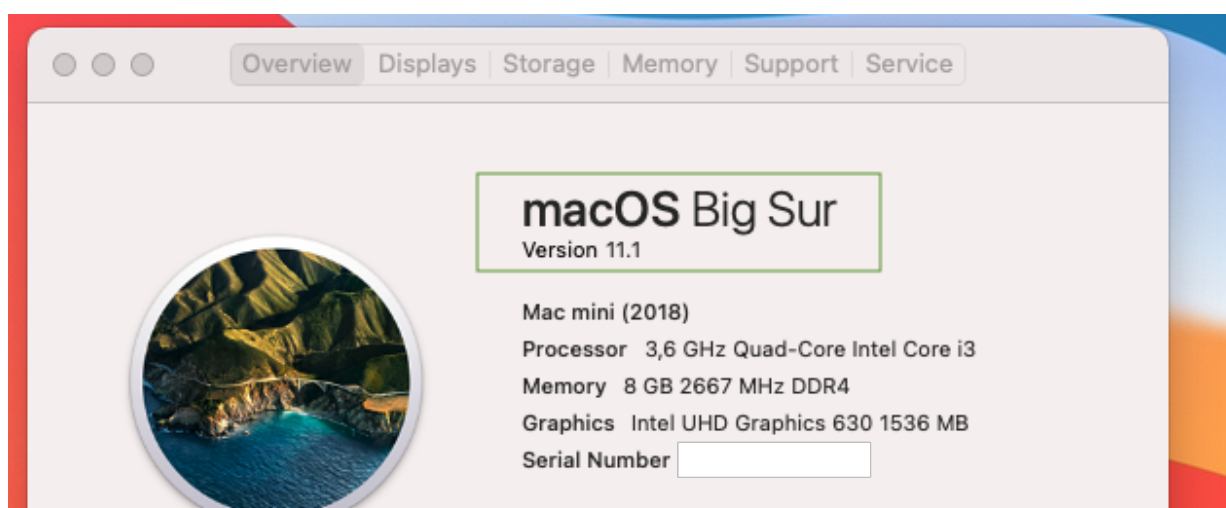 Overview Displays Storage Memory Support Service
macOS Big Sur
Version 11.1
Mac mini (2018)
Processor 3,6 GHz Quad-Core Intel Core i3
Memory 8 GB 2667 MHz DDR4
Graphics Intel UHD Graphics 630 1536 MB
Serial Number